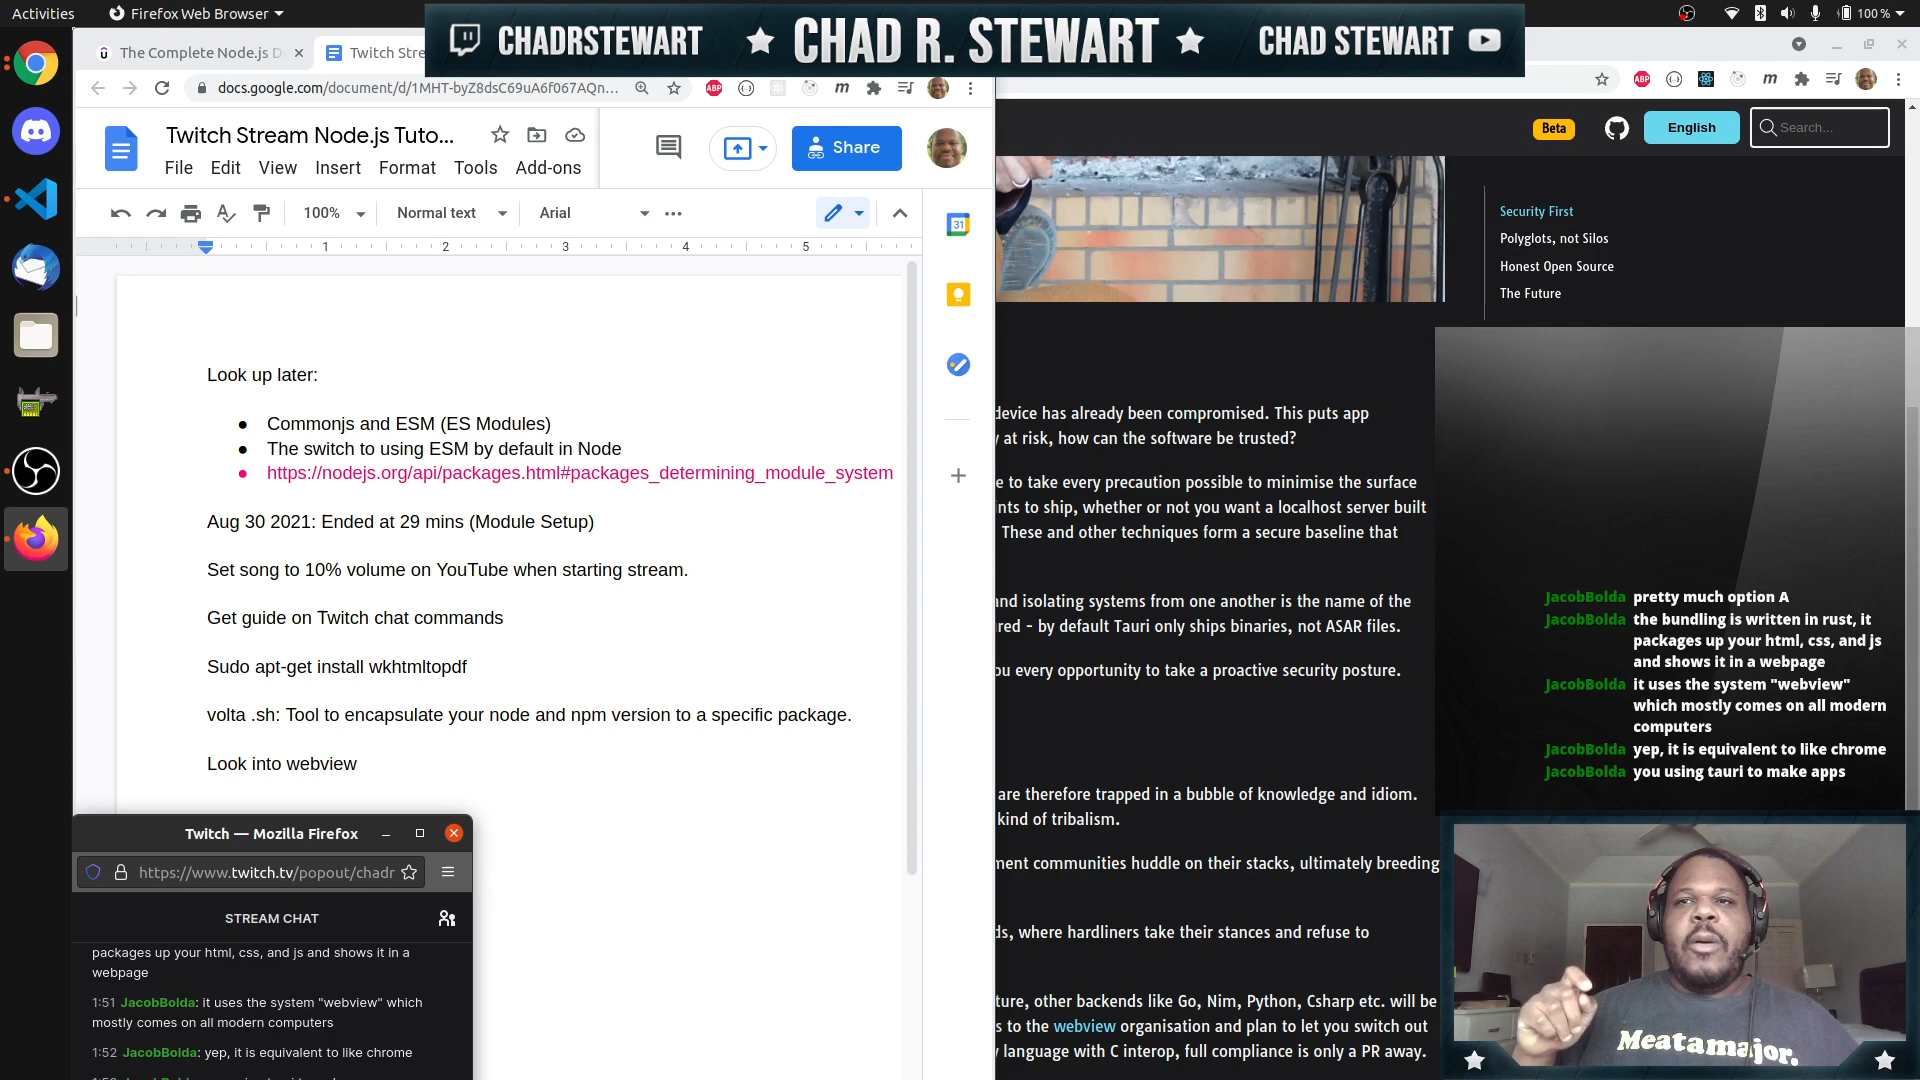 Activities
Firefox Web Browser
100 %
CHADRSTEWART
CHAD R. STEWART
CHAD STEWART
The Complete Node.js D
Twitch Stre
docs.google.com/document/d/1MHT-byZ8dsC69uA6f067AQn...
ABP
m
ABP
m
Twitch Stream Node.js Tuto...
File Edit View Insert Format Tools Add-ons
Share
100%
Normal text
Arial
1 2 3 4 5
31
Look up later:
● Commonjs and ESM (ES Modules)
● The switch to using ESM by default in Node
● https://nodejs.org/api/packages.html#packages_determining_module_system
Aug 30 2021: Ended at 29 mins (Module Setup)
Set song to 10% volume on YouTube when starting stream.
Get guide on Twitch chat commands
Sudo apt-get install wkhtmltopdf
volta .sh: Tool to encapsulate your node and npm version to a specific package.
Look into webview
Twitch — Mozilla Firefox
https://www.twitch.tv/popout/chadr
STREAM CHAT
packages up your html, css, and js and shows it in a
webpage
1:51 JacobBolda: it uses the system "webview" which
mostly comes on all modern computers
1:52 JacobBolda: yep, it is equivalent to like chrome
Beta
English
Search...
Security First
Polyglots, not Silos
Honest Open Source
The Future
device has already been compromised. This puts app
at risk, how can the software be trusted?
e to take every precaution possible to minimise the surface
ints to ship, whether or not you want a localhost server built
These and other techniques form a secure baseline that
and isolating systems from one another is the name of the
red - by default Tauri only ships binaries, not ASAR files.
ou every opportunity to take a proactive security posture.
are therefore trapped in a bubble of knowledge and idiom.
kind of tribalism.
ment communities huddle on their stacks, ultimately breeding
ds, where hardliners take their stances and refuse to
ture, other backends like Go, Nim, Python, Csharp etc. will be
s to the webview organisation and plan to let you switch out
language with C interop, full compliance is only a PR away.
JacobBolda pretty much option A
JacobBolda the bundling is written in rust, it
packages up your html, css, and js
and shows it in a webpage
JacobBolda it uses the system "webview"
which mostly comes on all modern
computers
JacobBolda yep, it is equivalent to like chrome
JacobBolda you using tauri to make apps
Meatamajor.